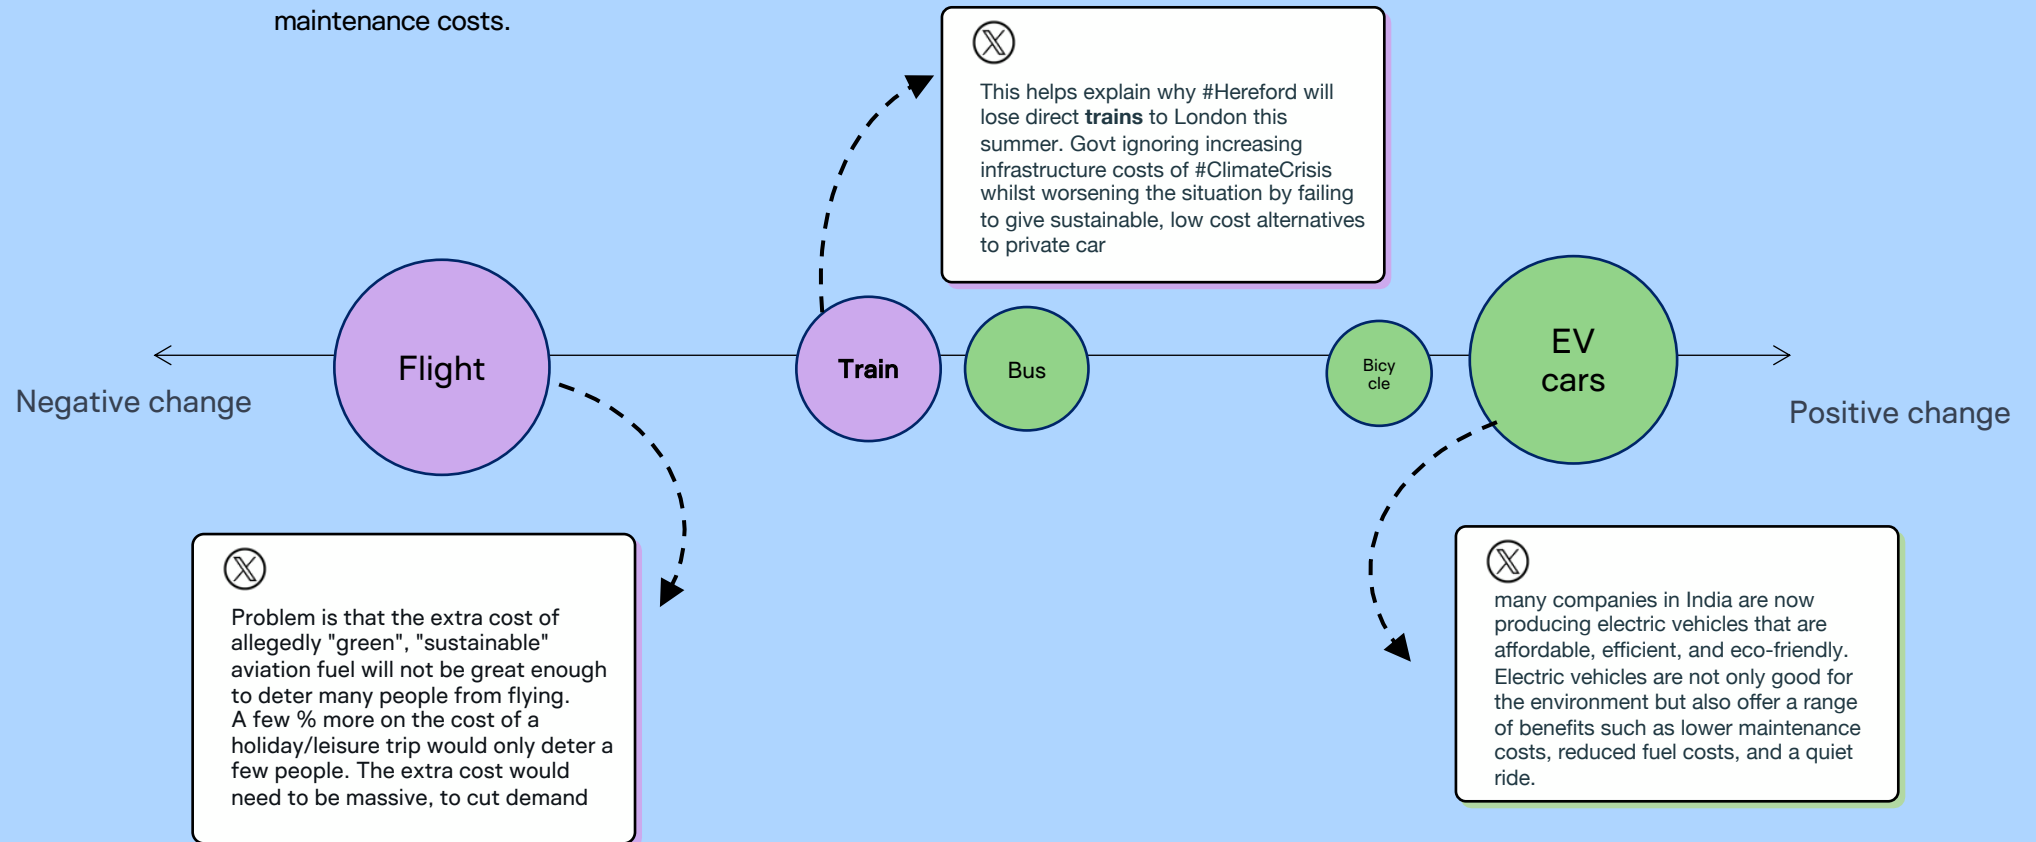 maintenance costs.
This helps explain why #Hereford will
lose direct trains to London this
summer. Govt ignoring increasing
infrastructure costs of #ClimateCrisis
whilst worsening the situation by failing
to give sustainable, low cost alternatives
to private car
Flight
Train
Bus
Bicy
cle
EV
cars
Negative change
Positive change
Problem is that the extra cost of
allegedly "green", "sustainable"
aviation fuel will not be great enough
to deter many people from flying.
A few % more on the cost of a
holiday/leisure trip would only deter a
few people. The extra cost would
need to be massive, to cut demand
many companies in India are now
producing electric vehicles that are
affordable, efficient, and eco-friendly.
Electric vehicles are not only good for
the environment but also offer a range
of benefits such as lower maintenance
costs, reduced fuel costs, and a quiet
ride.